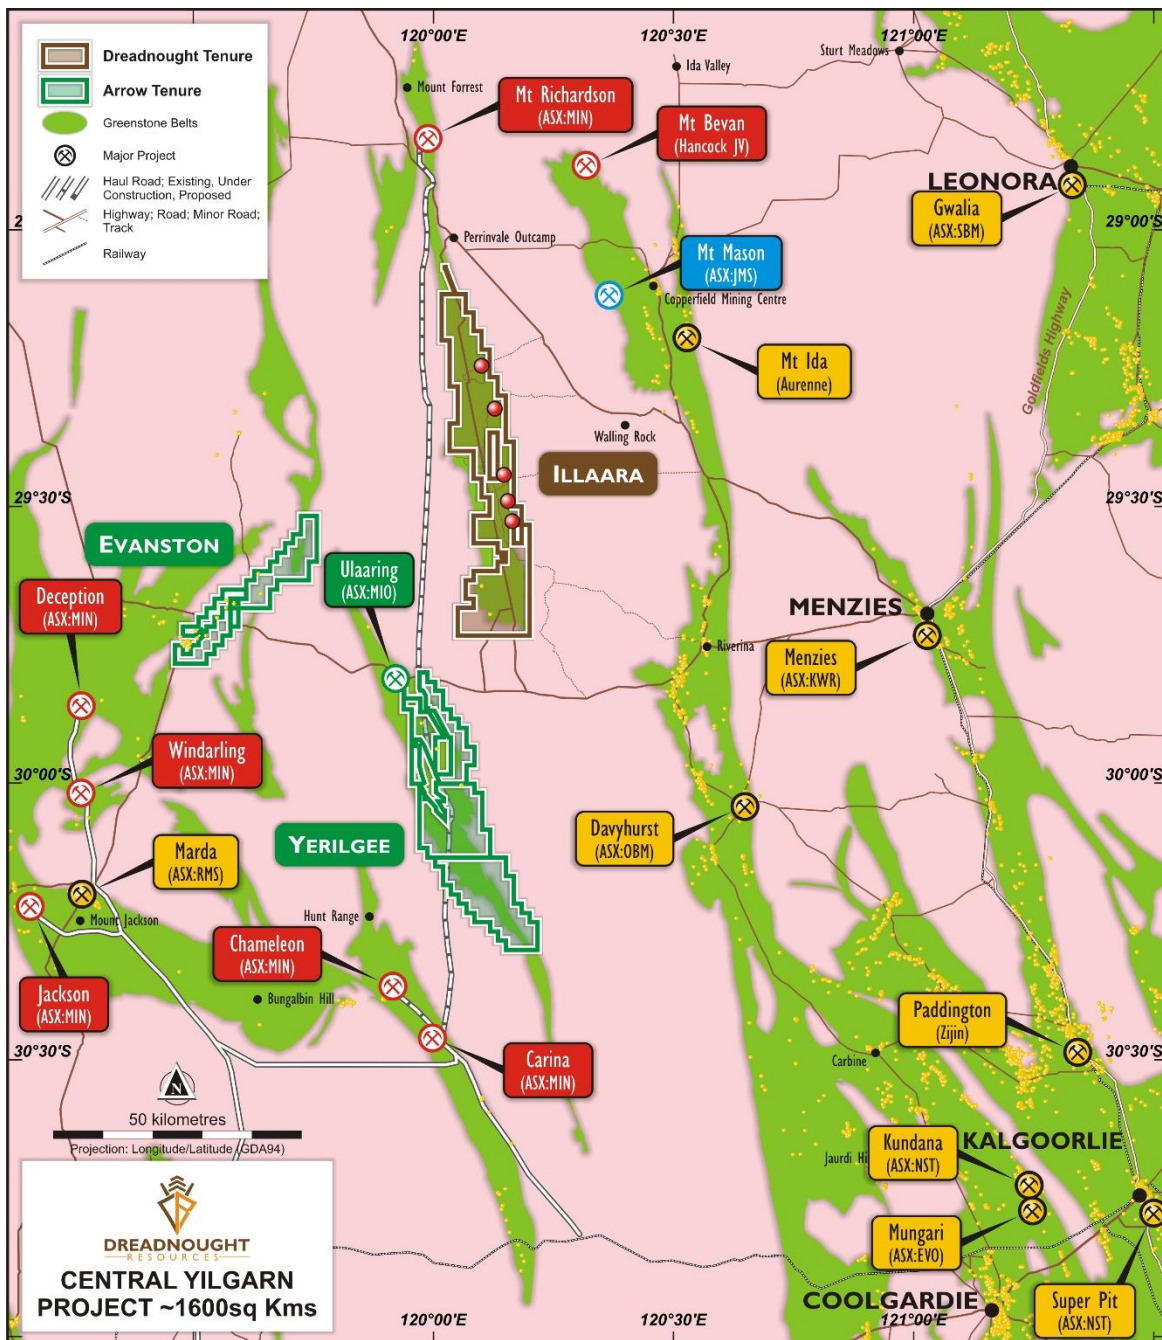 120°00'E
120°30'E
121°00'E
Dreadnought Tenure
Arrow Tenure
Greenstone Belts
Major Project
Haul Road; Existing, Under
Construction, Proposed
Highway; Road; Minor Road;
Track
Railway
Sturt Meadows
Ida Valley
Mount Forrest
Mt Richardson
(ASX:MIN)
Mt Bevan
(Hancock JV)
LEONORA
Gwalia
(ASX:SBM)
29°00'S
Perrinvale Outcamp
Mt Mason
(ASX:JMS)
Copperfield Mining Centre
Mt Ida
(Aurenne)
Goldfields Highway
Walling Rock
ILLAARA
29°30'S
29°30'S
EVANSTON
Ulaaring
(ASX:MIO)
Deception
(ASX:MIN)
MENZIES
Menzies
(ASX:KWR)
Riverina
Windarling
(ASX:MIN)
30°00'S
30°00'S
Davyhurst
(ASX:OBM)
YERILGEE
Marda
(ASX:RMS)
Mount Jackson
Hunt Range
Chameleon
(ASX:MIN)
Jackson
(ASX:MIN)
Bungalbin Hill
Paddington
(Zijin)
Carina
(ASX:MIN)
Carbine
30°30'S
30°30'S
N
50 kilometres
Projection: Longitude/Latitude (GDA94)
Kundana
(ASX:NST)
KALGOORLIE
Jaurdi
Mungari
(ASX:EVO)
DREADNOUGHT
RESOURCES
CENTRAL YILGARN
PROJECT ~1600sq Kms
COOLGARDIE
Super Pit
(ASX:NST)
120°00'E
120°30'E
121°00'E